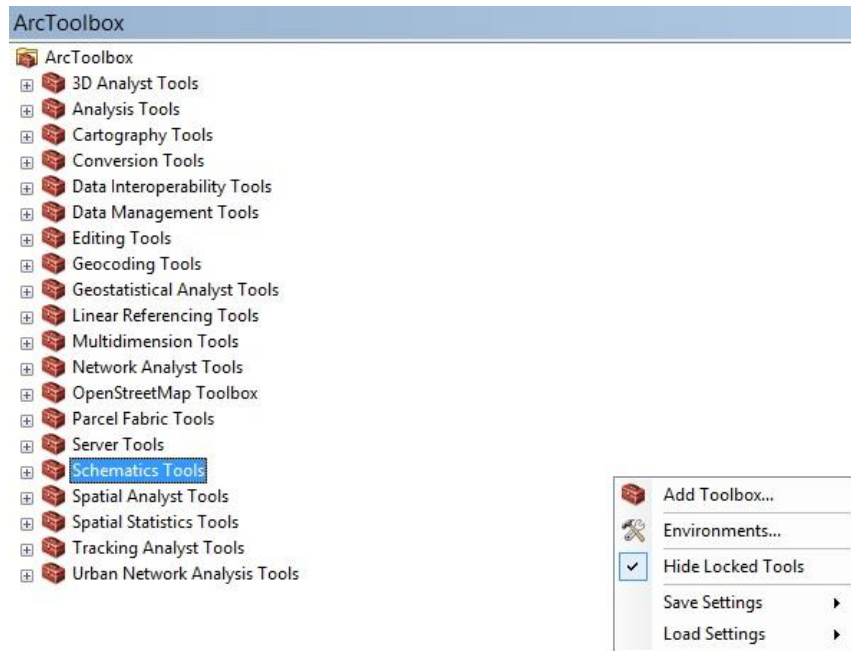 ArcToolbox
ArcToolbox
3D Analyst Tools
Analysis Tools
Cartography Tools
Conversion Tools
Data Interoperability Tools
Data Management Tools
Editing Tools
Geocoding Tools
Geostatistical Analyst Tools
Linear Referencing Tools
Multidimension Tools
Network Analyst Tools
OpenStreetMap Toolbox
Parcel Fabric Tools
Server Tools
Schematics Tools
Spatial Analyst Tools
Spatial Statistics Tools
Tracking Analyst Tools
Urban Network Analysis Tools
Add Toolbox...
Environments...
Hide Locked Tools
Save Settings
Load Settings